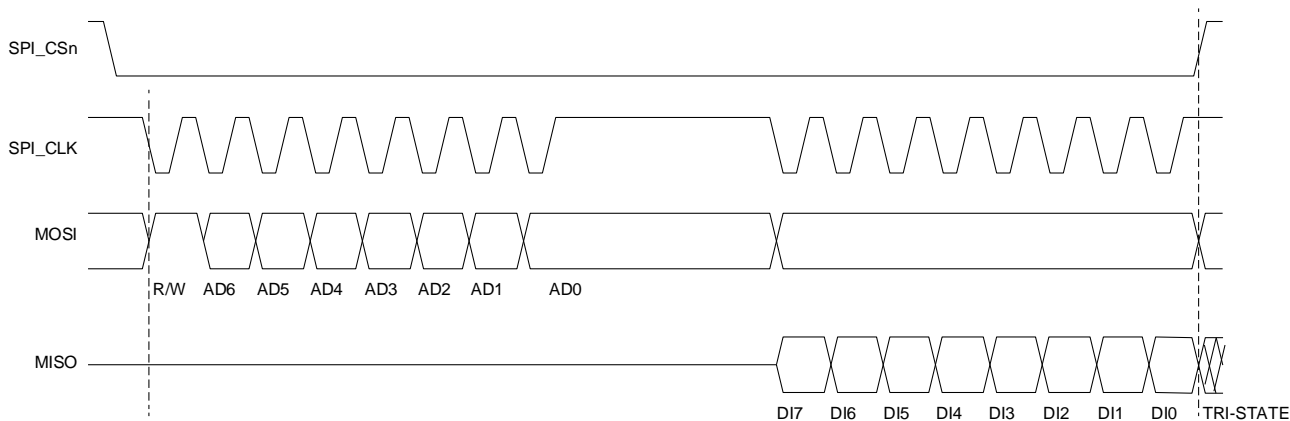 SPI_CSn
SPI_CLK
MOSI
R/W AD6 AD5 AD4 AD3 AD2 AD1 AD0
MISO
DI7 DI6 DI5 DI4 DI3 DI2 DI1 DI0 TRI-STATE